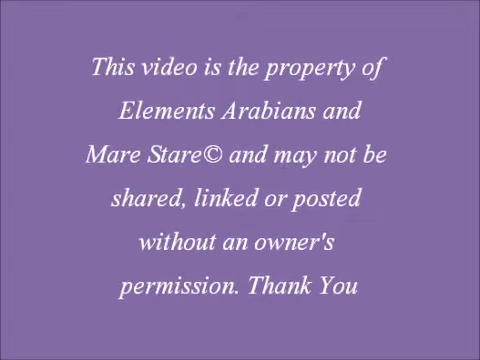 This video is the property of
Elements Arabians and
Mare Stare© and may not be
shared, linked or posted
without an owner's
permission. Thank You